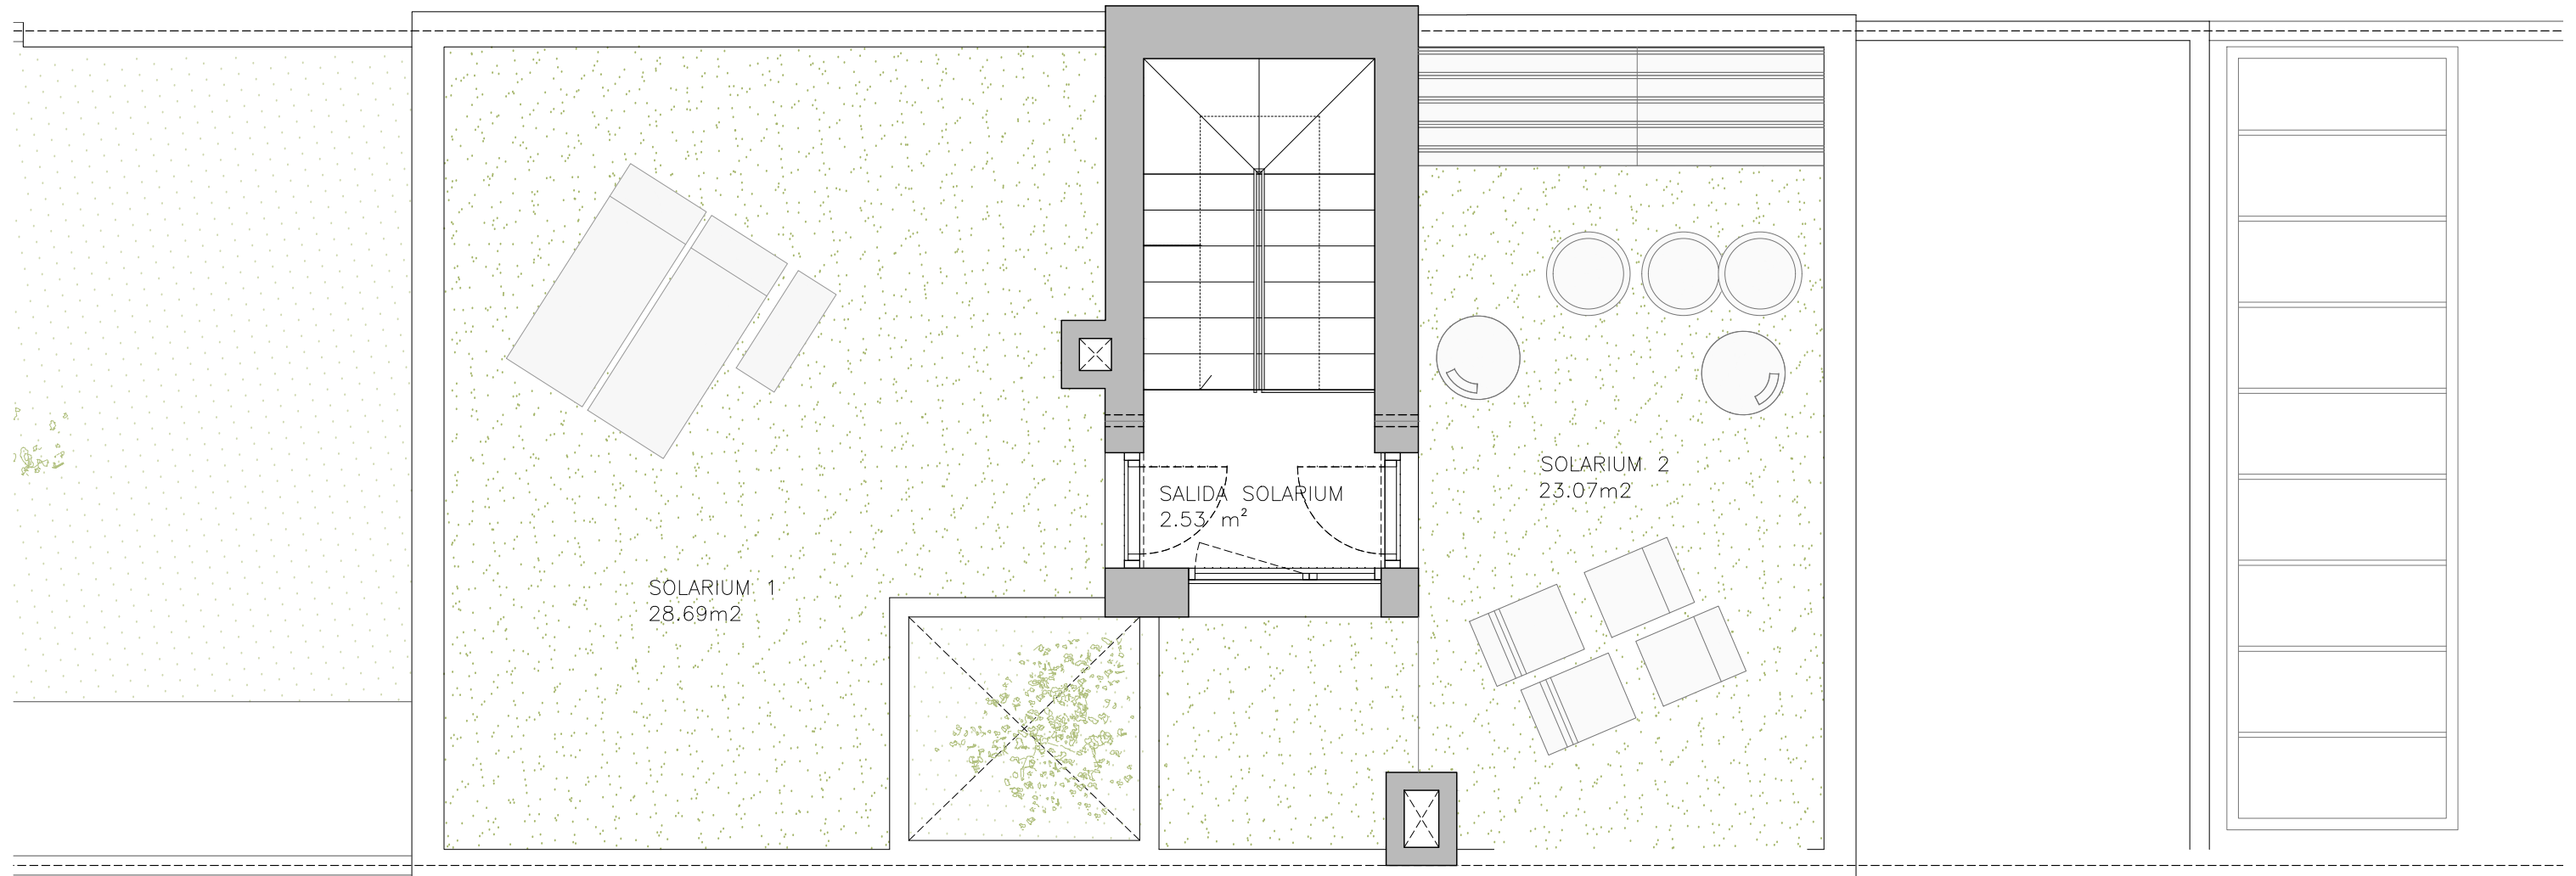 SOLARIUM 1
28.69m2
SALIDA SOLARIUM
2.53 m²
SOLARIUM 2
23.07m2